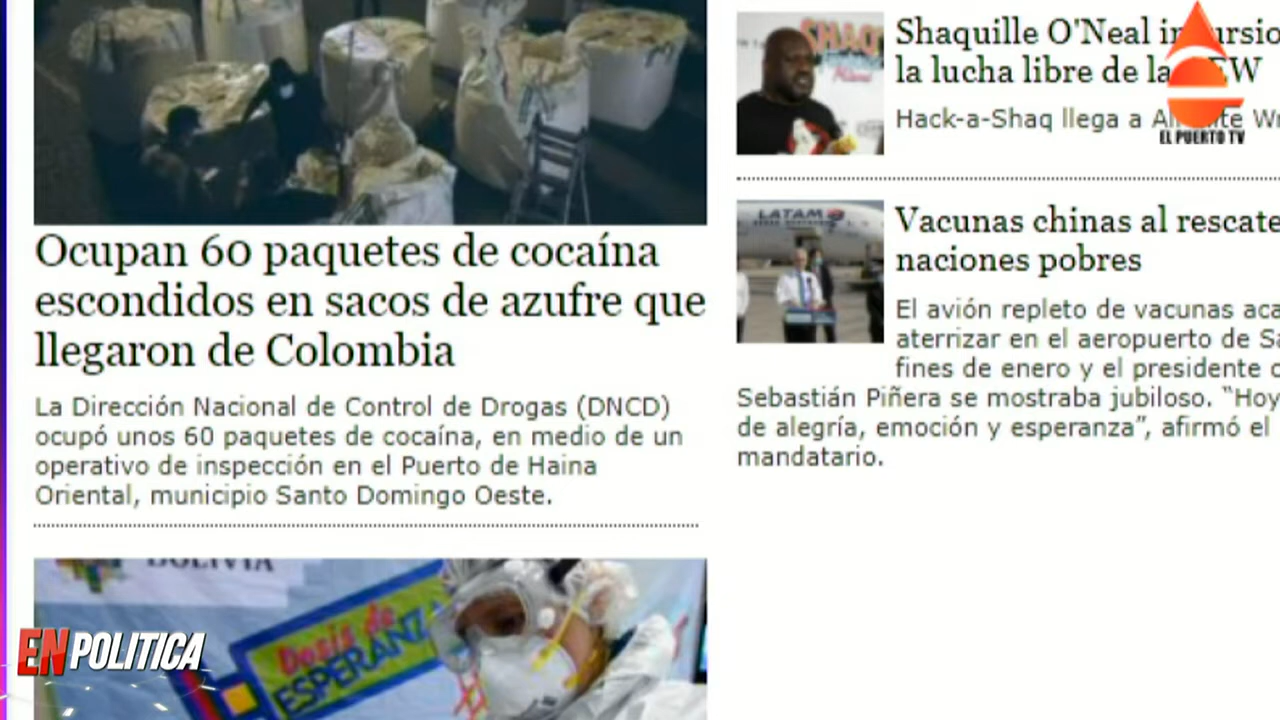 Ocupan 60 paquetes de cocaína
escondidos en sacos de azufre que
llegaron de Colombia
La Dirección Nacional de Control de Drogas (DNCD)
ocupó unos 60 paquetes de cocaína, en medio de un
operativo de inspección en el Puerto de Haina
Oriental, municipio Santo Domingo Oeste.
BOLIVIA
Dosis de
ESPERANZA
EN POLITICA
SHAQ
Shaquille O'Neal
la lucha libre de la
Hack-a-Shaq llega a
EL PUERTO TV
LATAM
Vacunas chinas al rescate
naciones pobres
El avión repleto de vacunas
aterrizar en el aeropuerto de
fines de enero y el presidente
Sebastián Piñera se mostraba jubiloso. “Hoy
de alegría, emoción y esperanza”, afirmó el
mandatario.